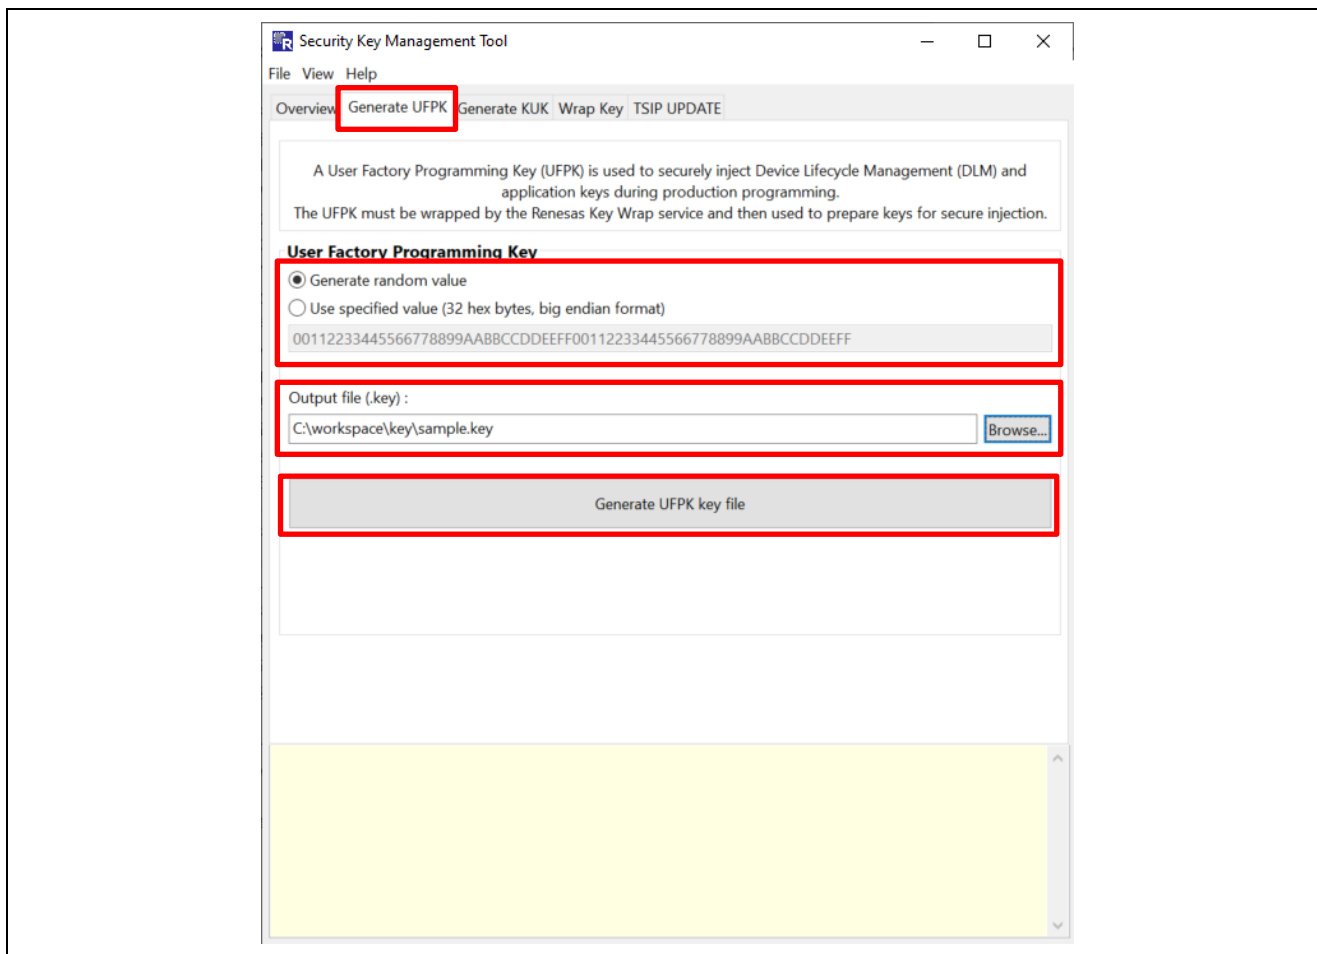 Security Key Management Tool
File View Help
Overview Generate UFPK Generate KUK Wrap Key TSIP UPDATE
A User Factory Programming Key (UFPK) is used to securely inject Device Lifecycle Management (DLM) and
application keys during production programming.
The UFPK must be wrapped by the Renesas Key Wrap service and then used to prepare keys for secure injection.
User Factory Programming Key
Generate random value
Use specified value (32 hex bytes, big endian format)
00112233445566778899AABBCCDDEEFF00112233445566778899AABBCCDDEEFF
Output file (.key) :
C:\workspace\key\sample.key
Browse...
Generate UFPK key file